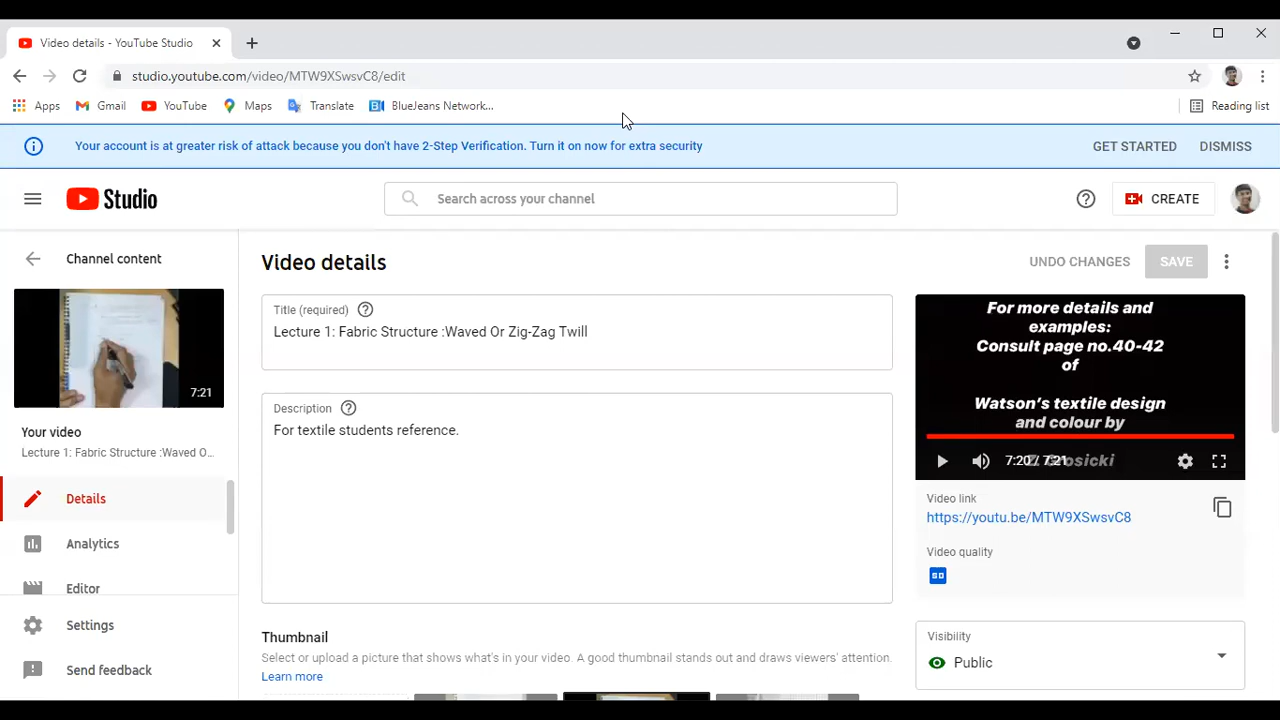 Video details - YouTube Studio
studio.youtube.com/video/MTW9XSwsvC8/edit
Apps Gmail YouTube Maps Translate BlueJeans Network... Reading list
Your account is at greater risk of attack because you don't have 2-Step Verification. Turn it on now for extra security GET STARTED DISMISS
Studio Search across your channel CREATE
Channel content
7:21
Your video
Lecture 1: Fabric Structure :Waved O...
Details
Analytics
Editor
Settings
Send feedback
Video details UNDO CHANGES SAVE
Title (required)
Lecture 1: Fabric Structure :Waved Or Zig-Zag Twill
Description
For textile students reference.
Thumbnail
Select or upload a picture that shows what's in your video. A good thumbnail stands out and draws viewers' attention.
Learn more
For more details and
examples:
Consult page no.40-42
of
Watson's textile design
and colour by
7:20 / 7:21
Video link
https://youtu.be/MTW9XSwsvC8
Video quality
SD
Visibility
Public